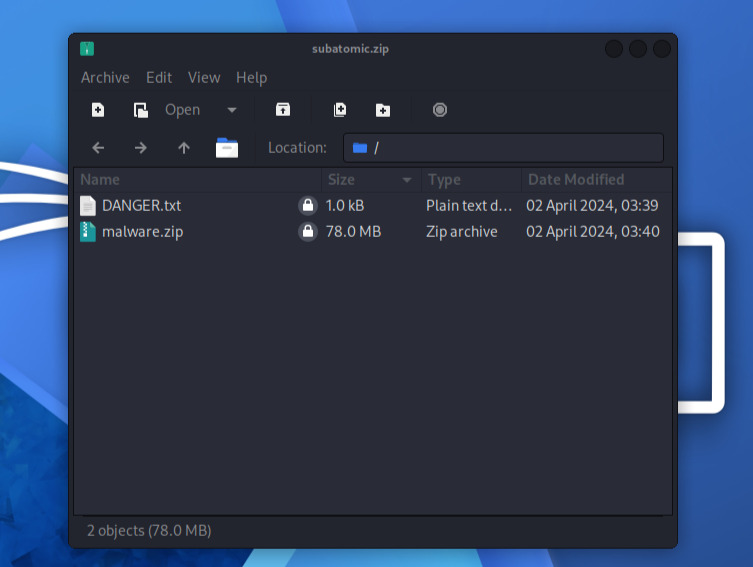 subatomic.zip
Archive Edit View Help
Open
Location: /
Name Size Type Date Modified
DANGER.txt 1.0 kB Plain text d... 02 April 2024, 03:39
malware.zip 78.0 MB Zip archive 02 April 2024, 03:40
2 objects (78.0 MB)